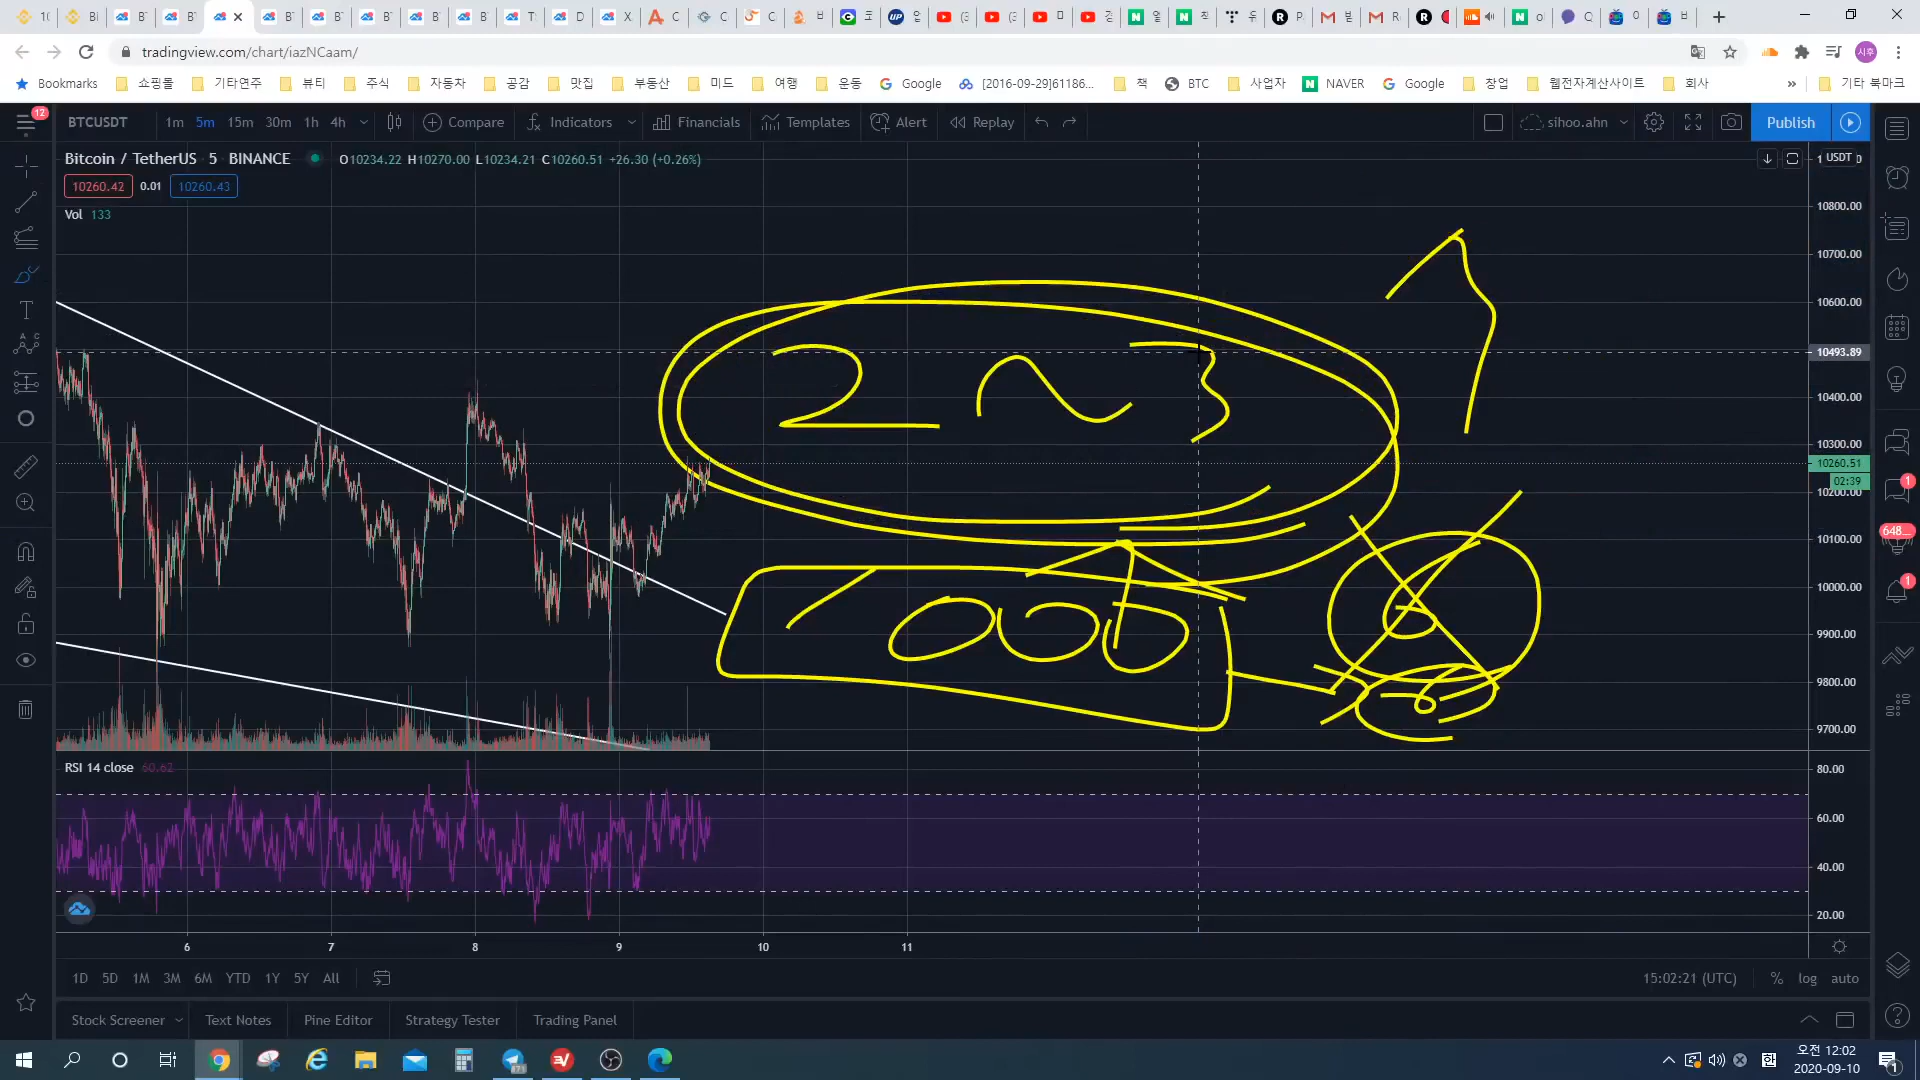 tradingview.com/chart/iazNCaam/
시후
Bookmarks 쇼핑몰 기타연주 뷰티 주식 자동차 공감 맛집 부동산 미드 여행 운동 Google [2016-09-29]61186... 책 BTC 사업자 NAVER Google 창업 웹전자계산사이트 회사 » 기타 북마크
12
BTCUSDT 1m 5m 15m 30m 1h 4h Compare Indicators Financials Templates Alert Replay sihoo.ahn Publish
Bitcoin / TetherUS 5 BINANCE O10234.22 H10270.00 L10234.21 C10260.51 +26.30 (+0.26%)
USDT
10260.42 0.01 10260.43
Vol 133
10800.00
10700.00
10600.00
10493.89
10400.00
10300.00
10260.51
02:39
10200.00
10100.00
10000.00
9900.00
9800.00
9700.00
2 ~ 3
RSI 14 close 60.62
80.00
60.00
40.00
20.00
6 7 8 9 10 11
1D 5D 1M 3M 6M YTD 1Y 5Y All 15:02:21 (UTC) % log auto
Stock Screener Text Notes Pine Editor Strategy Tester Trading Panel
오전 12:02
2020-09-10